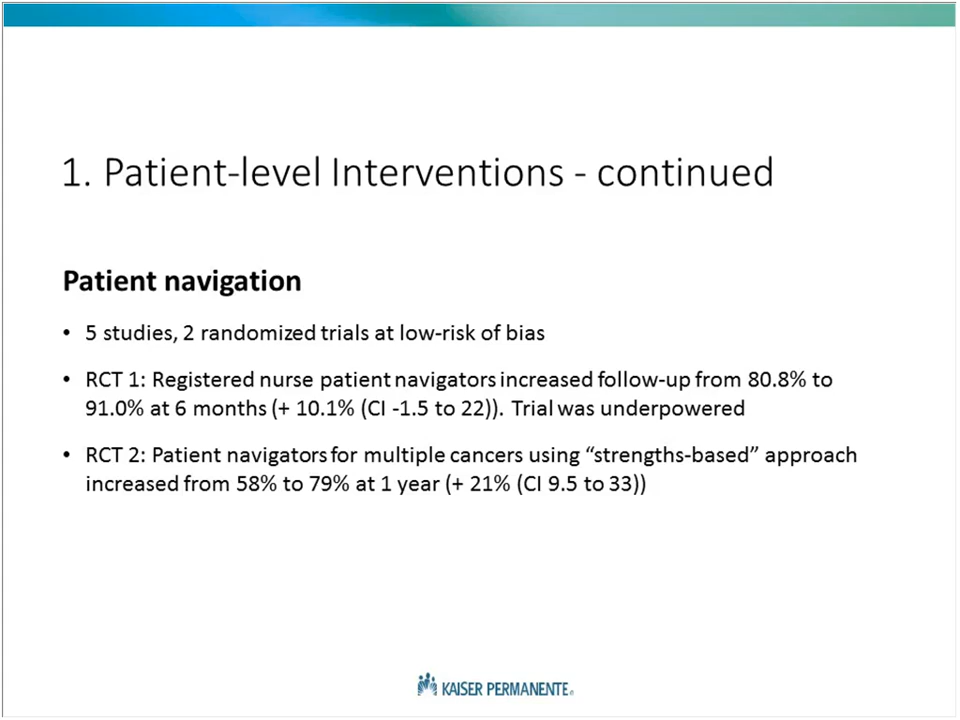 1. Patient-level Interventions - continued
Patient navigation
• 5 studies, 2 randomized trials at low-risk of bias
• RCT 1: Registered nurse patient navigators increased follow-up from 80.8% to
91.0% at 6 months (+ 10.1% (CI -1.5 to 22)). Trial was underpowered
• RCT 2: Patient navigators for multiple cancers using “strengths-based” approach
increased from 58% to 79% at 1 year (+ 21% (CI 9.5 to 33))
KAISER PERMANENTE®